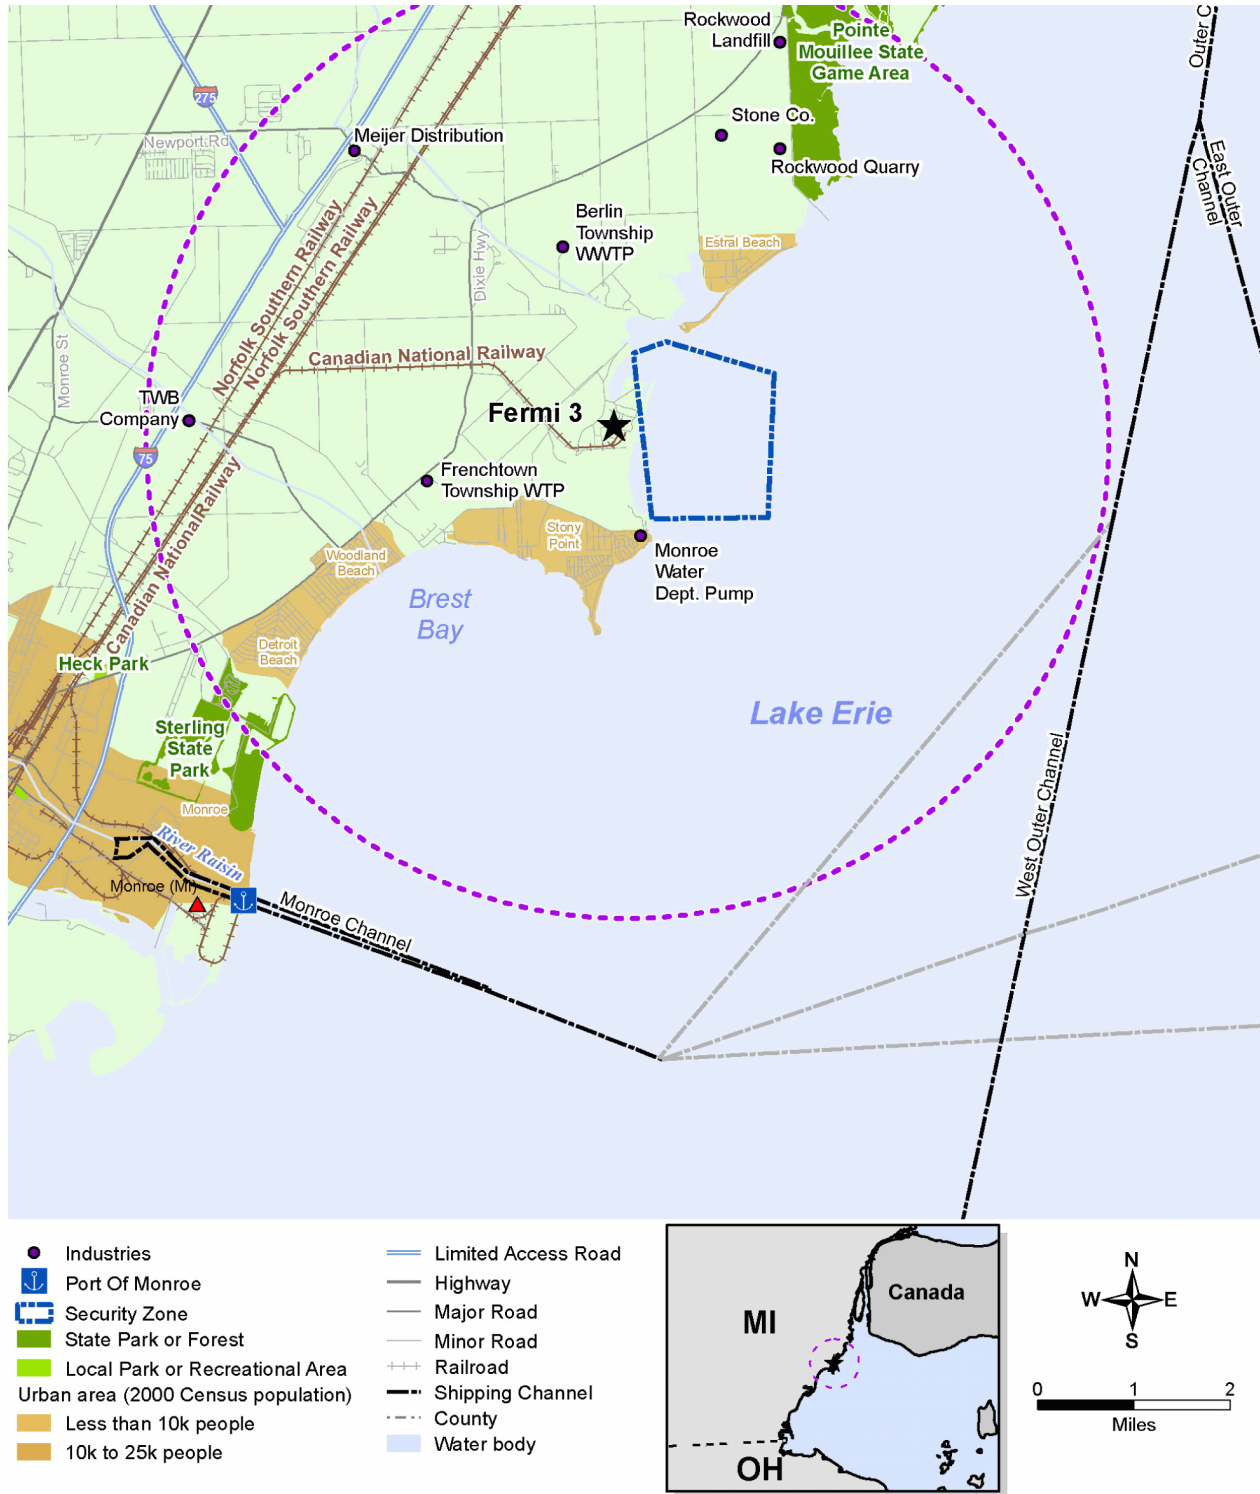 Rockwood
Landfill
Pointe
Mouillee State
Game Area
Outer C
275
Newport Rd
Meijer Distribution
Stone Co.
Rockwood Quarry
East Outer
Channel
Berlin
Township
WWTP
Estral Beach
Dixie Hwy
Norfolk Southern Railway
Norfolk Southern Railway
Monroe St
Canadian National Railway
TWB
Company
Fermi 3
75
Frenchtown
Township WTP
Canadian NationalRailway
Stony
Point
Woodland
Beach
Monroe
Water
Dept. Pump
Brest
Bay
Detroit
Beach
Heck Park
Lake Erie
Sterling
State
Park
Monroe
West Outer Channel
River Raisin
Monroe (MI)
Monroe Channel
Industries
Port Of Monroe
Security Zone
State Park or Forest
Local Park or Recreational Area
Urban area (2000 Census population)
Less than 10k people
10k to 25k people
Limited Access Road
Highway
Major Road
Minor Road
Railroad
Shipping Channel
County
Water body
MI
Canada
OH
N
W E
S
0 1 2
Miles